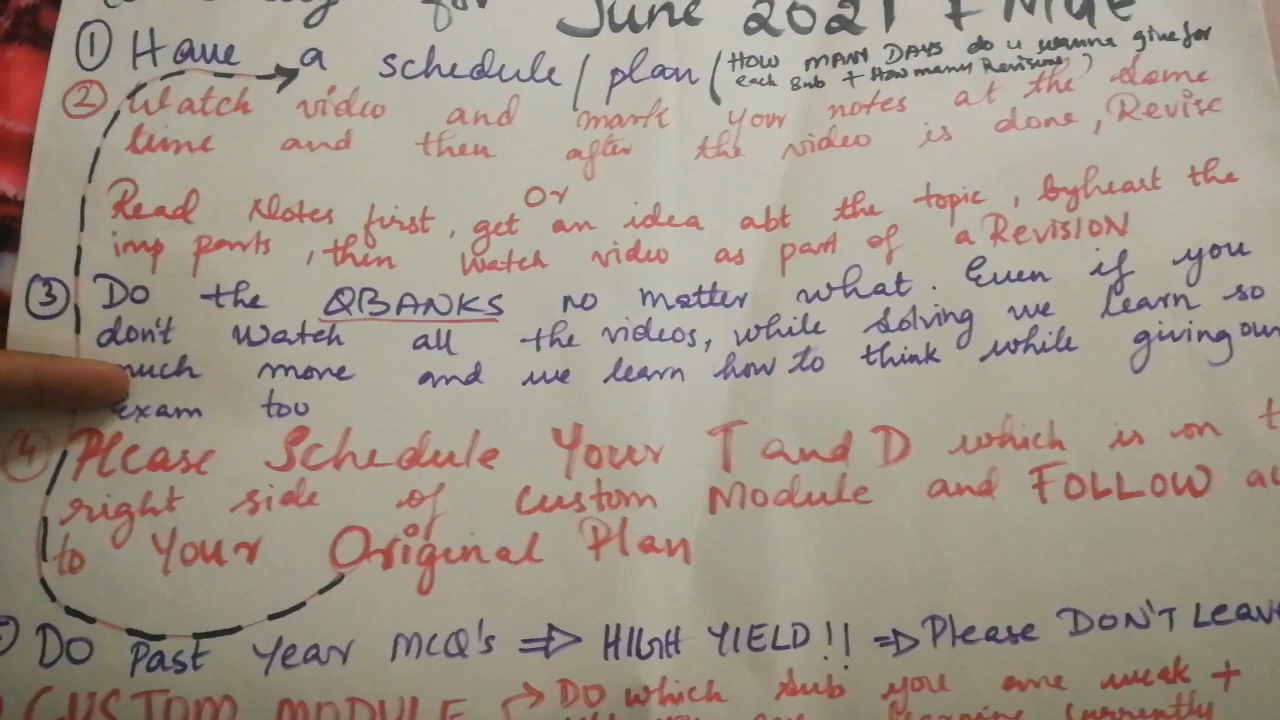 for June 2021 + NEXT
① Have a schedule / plan (HOW MANY DAYS do u wanna give for
each sub + How many Revisions)
② Watch video and mark your notes at the same
time and then after the video is done, Revise
Or
Read Notes first, get an idea abt the topic, byheart the
imp parts, then watch video as part of a REVISION
③ Do the QBANKS no matter what. Even if you
don't watch all the videos, while solving we learn so
much more and we learn how to think while giving our
exam too
④ Please Schedule Your T and D which is on
right side of custom Module and FOLLOW
to Your Original Plan
DO Past Year MCQ's ⇒ HIGH YIELD!! ⇒ Please DON'T Leave
CUSTOM MODULE → DO which sub you are weak +